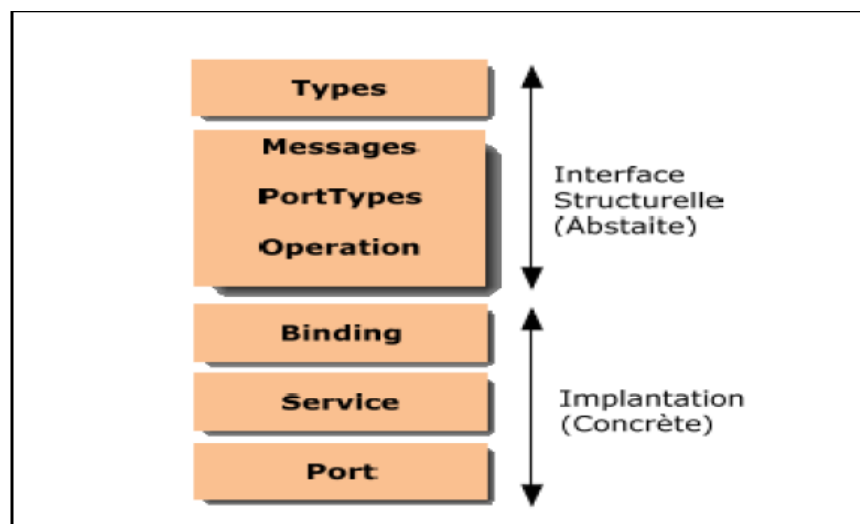 Types
Messages
PortTypes
Operation
Interface
Structurelle
(Abstaite)
Binding
Service
Port
Implantation
(Concrète)